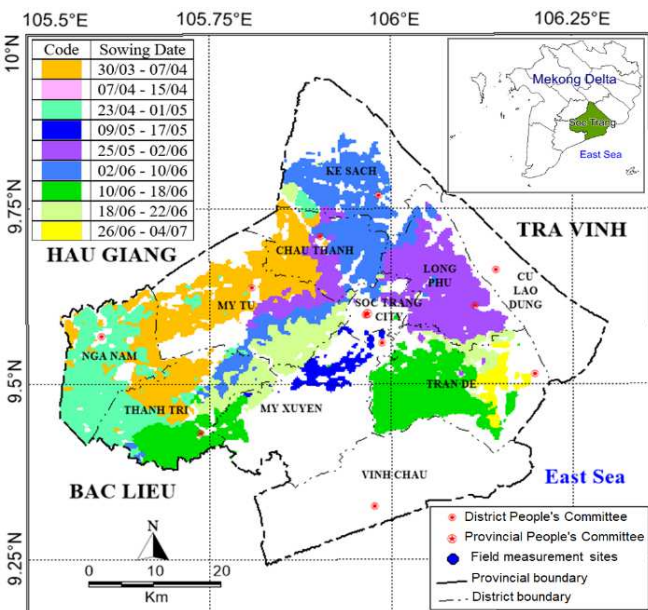 105.5°E 105.75°E 106°E 106.25°E
10°N
9.75°N
9.5°N
9.25°N
Code Sowing Date
30/03 - 07/04
07/04 - 15/04
23/04 - 01/05
09/05 - 17/05
25/05 - 02/06
02/06 - 10/06
10/06 - 18/06
18/06 - 22/06
26/06 - 04/07
Mekong Delta
Soc Trang
East Sea
HAU GIANG
TRA VINH
KE SACH
CHAU THANH
LONG
PHU
CU
LAO
DUNG
MY TU
SOC TRANG
CITY
NGA NAM
THANH TRI
MY XUYEN
TRAN DE
VINH CHAU
BAC LIEU
East Sea
N
0 10 20
Km
District People's Committee
Provincial People's Committee
Field measurement sites
Provincial boundary
District boundary